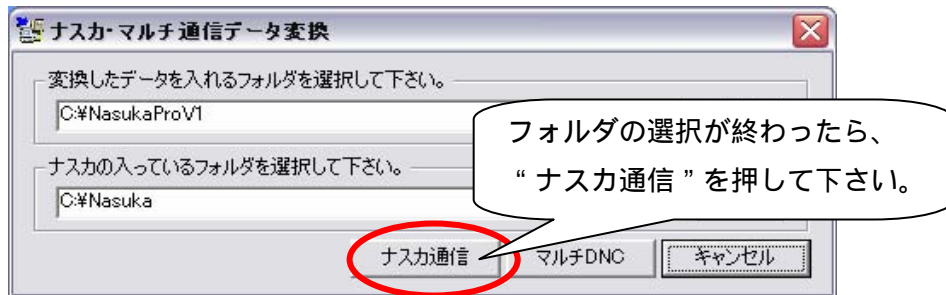 ナスカ･マルチ通信データ変換
変換したデータを入れるフォルダを選択して下さい。
C:¥NasukaProV1
フォルダの選択が終わったら、
“ナスカ通信”を押して下さい。
ナスカの入っているフォルダを選択して下さい。
C:¥Nasuka
ナスカ通信
マルチDNC
キャンセル